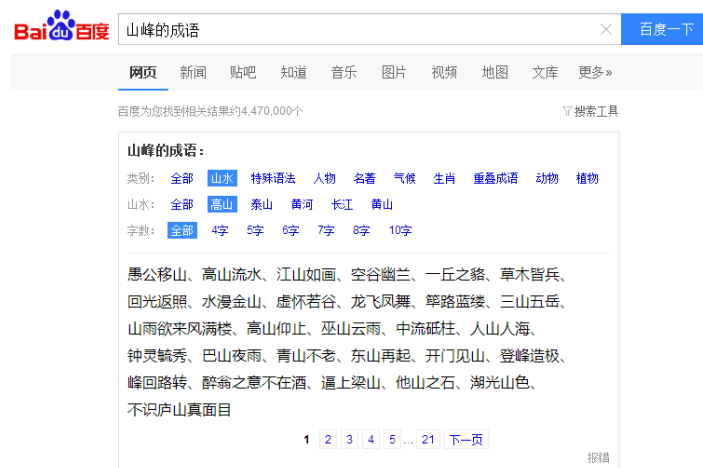 Bai百度 山峰的成语 百度一下
网页 新闻 贴吧 知道 音乐 图片 视频 地图 文库 更多»
百度为您找到相关结果约4,470,000个 搜索工具
山峰的成语：
类别： 全部 山水 特殊语法 人物 名著 气候 生肖 重叠成语 动物 植物
山水： 全部 高山 泰山 黄河 长江 黄山
字数： 全部 4字 5字 6字 7字 8字 10字
愚公移山、高山流水、江山如画、空谷幽兰、一丘之貉、草木皆兵、
回光返照、水漫金山、虚怀若谷、龙飞凤舞、筚路蓝缕、三山五岳、
山雨欲来风满楼、高山仰止、巫山云雨、中流砥柱、人山人海、
钟灵毓秀、巴山夜雨、青山不老、东山再起、开门见山、登峰造极、
峰回路转、醉翁之意不在酒、逼上梁山、他山之石、湖光山色、
不识庐山真面目
1 2 3 4 5 ... 21 下一页
报错